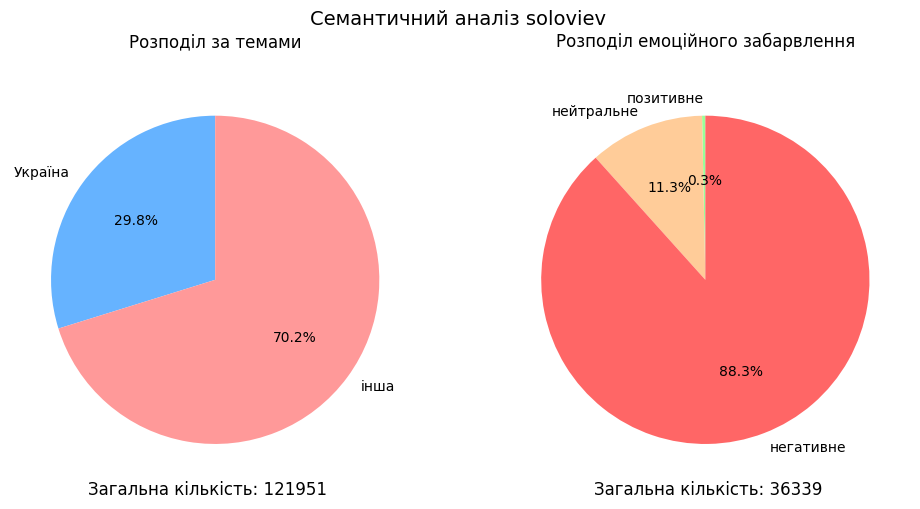 Семантичний аналіз soloviev
Розподіл за темами
Україна
29.8%
70.2%
інша
Загальна кількість: 121951
Розподіл емоційного забарвлення
позитивне
нейтральне
0.3%
11.3%
88.3%
негативне
Загальна кількість: 36339